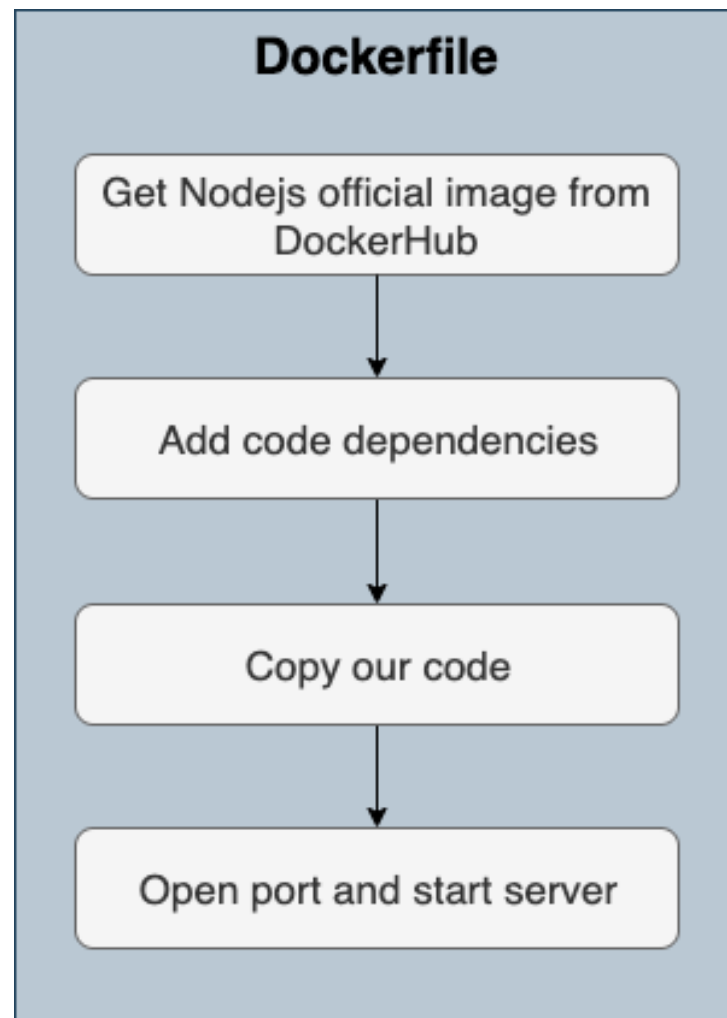 Dockerfile
Get Nodejs official image from
DockerHub
Add code dependencies
Copy our code
Open port and start server